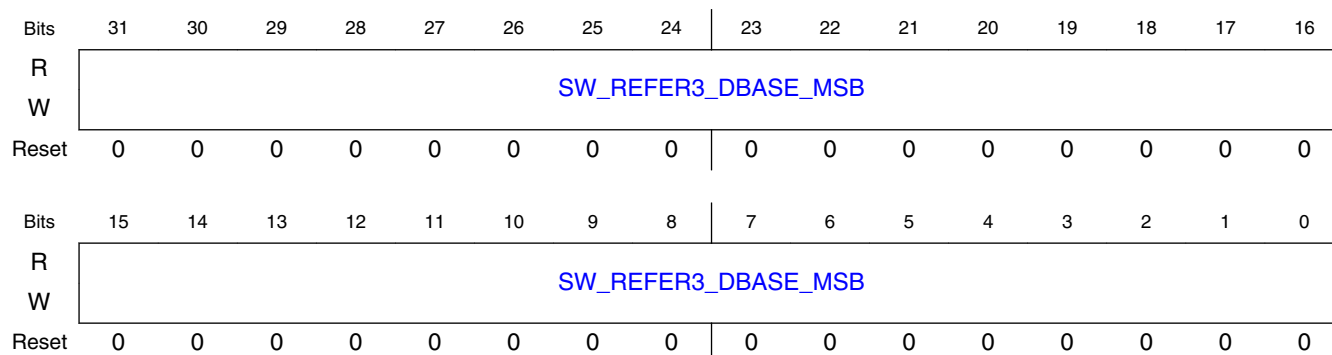 Bits 31 30 29 28 27 26 25 24 23 22 21 20 19 18 17 16
R
SW_REFER3_DBASE_MSB
W
Reset 0 0 0 0 0 0 0 0 0 0 0 0 0 0 0 0
Bits 15 14 13 12 11 10 9 8 7 6 5 4 3 2 1 0
R
SW_REFER3_DBASE_MSB
W
Reset 0 0 0 0 0 0 0 0 0 0 0 0 0 0 0 0